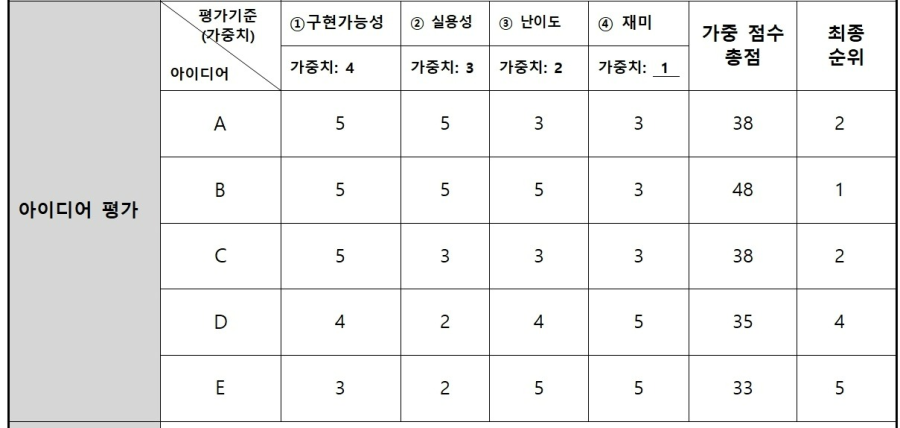 평가기준 ①구현가능성 ② 실용성 ③ 난이도 ④ 재미 가중 점수 최종
(가중치) 총점 순위
아이디어 가중치: 4 가중치: 3 가중치: 2 가중치: 1
A 5 5 3 3 38 2
B 5 5 5 3 48 1
아이디어 평가
C 5 3 3 3 38 2
D 4 2 4 5 35 4
E 3 2 5 5 33 5